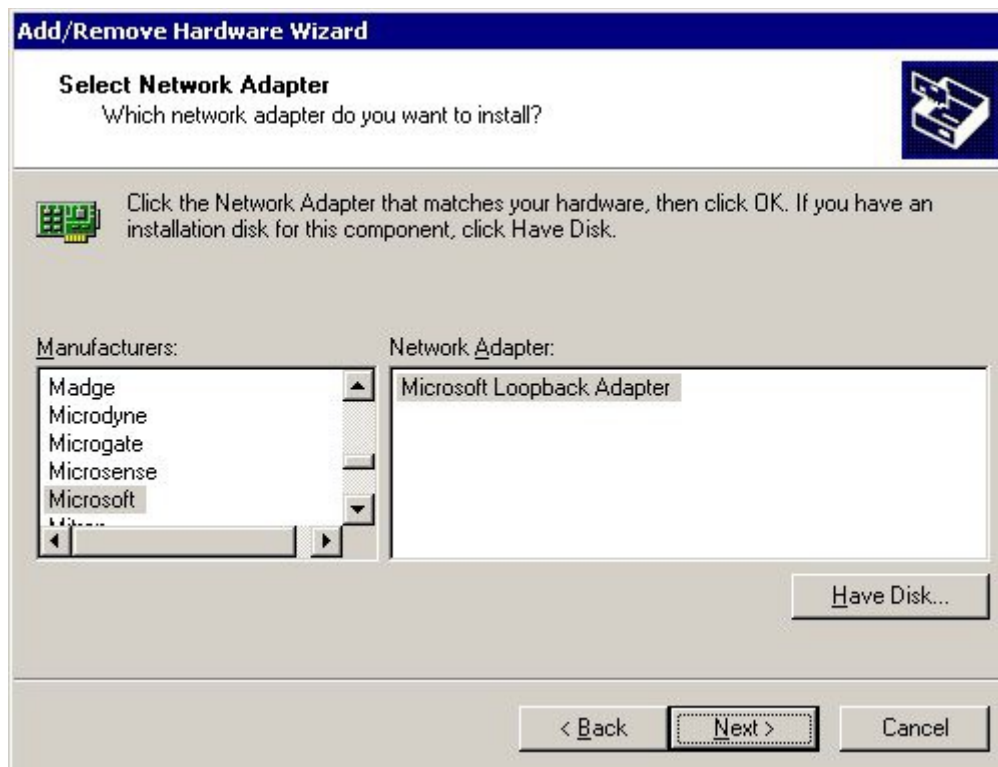 Add/Remove Hardware Wizard
Select Network Adapter
Which network adapter do you want to install?
Click the Network Adapter that matches your hardware, then click OK. If you have an
installation disk for this component, click Have Disk.
Manufacturers:
Madge
Microdyne
Microgate
Microsense
Microsoft
Network Adapter:
Microsoft Loopback Adapter
Have Disk...
< Back
Next >
Cancel